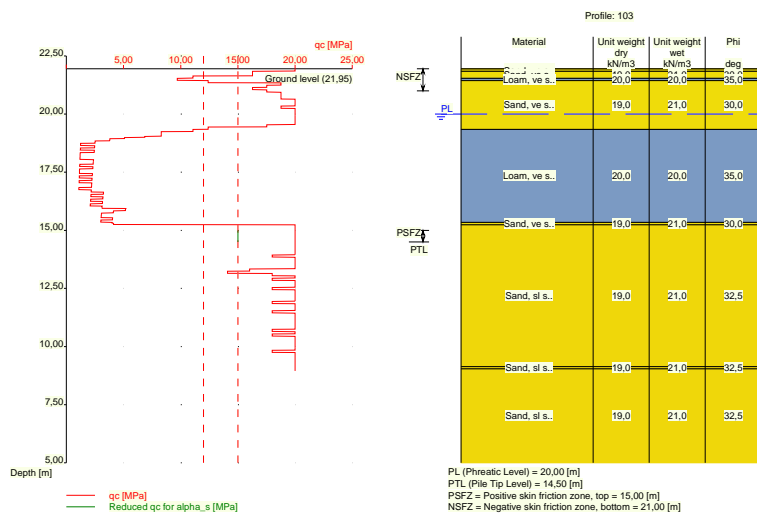 Profile: 103
qc [MPa]
5,00 10,00 15,00 20,00 25,00
22,50
20,00
17,50
15,00
12,50
10,00
7,50
5,00
Depth [m]
Ground level (21,95)
qc [MPa]
Reduced qc for alpha_s [MPa]
NSFZ
PL
PSFZ
PTL
Material Unit weight dry kN/m3 Unit weight wet kN/m3 Phi deg
Loam, ve s.. 20,0 20,0 35,0
Sand, ve s.. 19,0 21,0 30,0
Loam, ve s.. 20,0 20,0 35,0
Sand, ve s.. 19,0 21,0 30,0
Sand, sl s.. 19,0 21,0 32,5
Sand, sl s.. 19,0 21,0 32,5
Sand, sl s.. 19,0 21,0 32,5
PL (Phreatic Level) = 20,00 [m]
PTL (Pile Tip Level) = 14,50 [m]
PSFZ = Positive skin friction zone, top = 15,00 [m]
NSFZ = Negative skin friction zone, bottom = 21,00 [m]